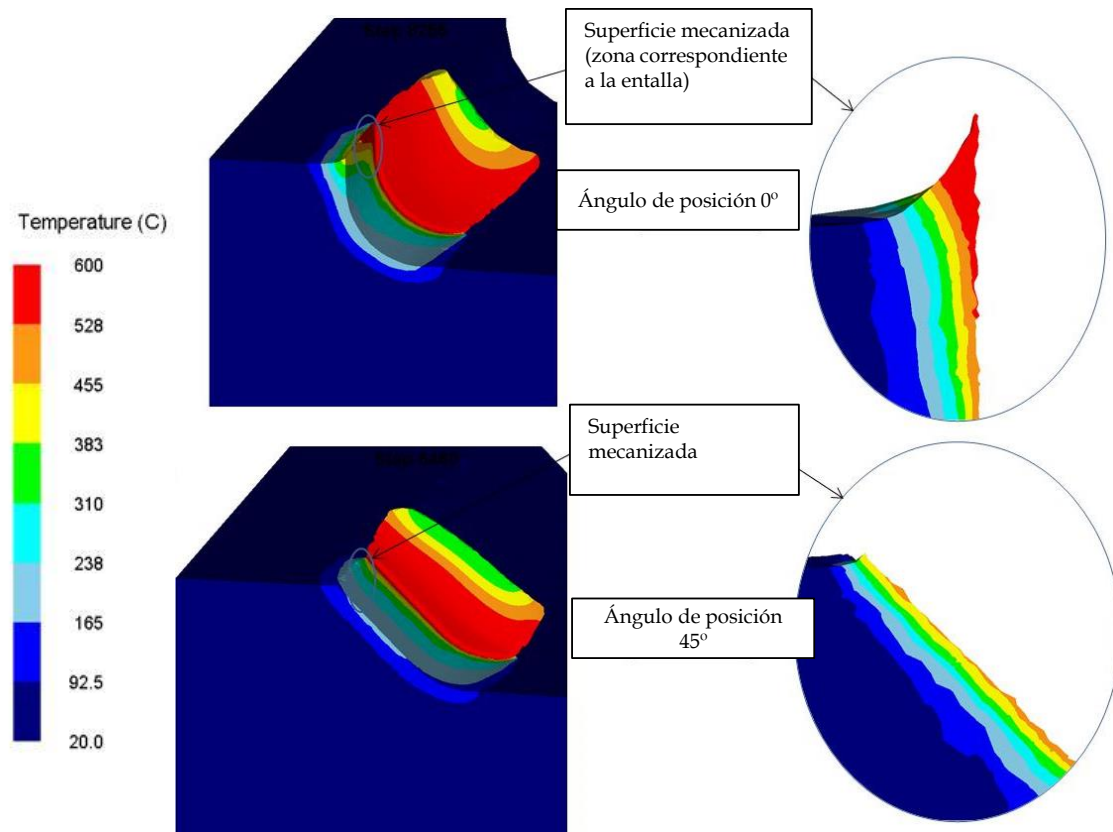 Superficie mecanizada
(zona correspondiente
a la entalla)
Ángulo de posición 0º
Temperature (C)
600
528
455
383
310
238
165
92.5
20.0
Superficie
mecanizada
Ángulo de posición
45º